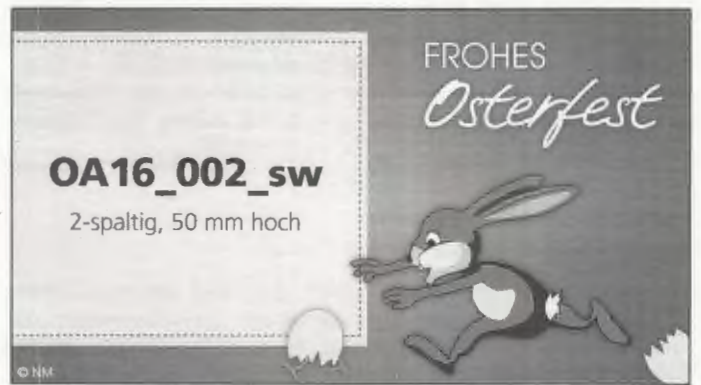 FROHES
Osterfest
OA16_002_sw
2-spaltig, 50 mm hoch
© NM